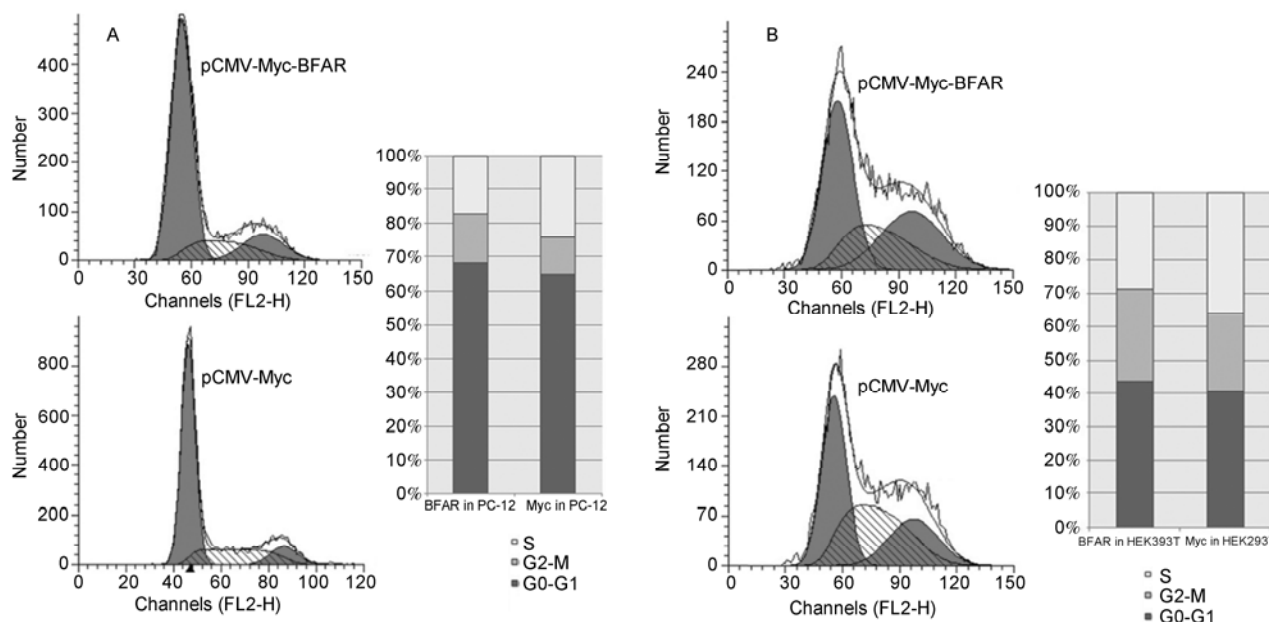 A
pCMV-Myc-BFAR
400
300
200
100
0
Number
0 30 60 90 120 150
Channels (FL2-H)
pCMV-Myc
800
600
400
200
0
Number
0 20 40 60 80 100 120
Channels (FL2-H)
100%
90%
80%
70%
60%
50%
40%
30%
20%
10%
0%
BFAR in PC-12 Myc in PC-12
S
G2-M
G0-G1
B
pCMV-Myc-BFAR
240
180
120
60
0
Number
0 30 60 90 120 150
Channels (FL2-H)
pCMV-Myc
280
210
140
70
0
Number
0 30 60 90 120 150
Channels (FL2-H)
100%
90%
80%
70%
60%
50%
40%
30%
20%
10%
0%
BFAR in HEK393T Myc in HEK293
S
G2-M
G0-G1